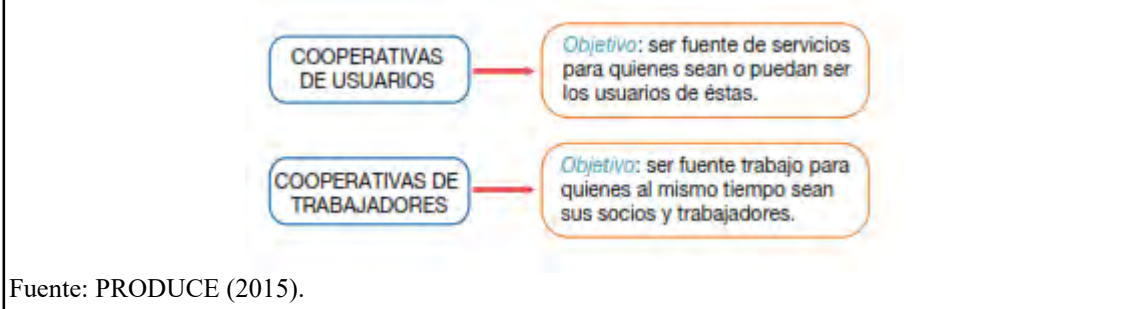 COOPERATIVAS
DE USUARIOS
Objetivo: ser fuente de servicios
para quienes sean o puedan ser
los usuarios de éstas.
COOPERATIVAS DE
TRABAJADORES
Objetivo: ser fuente trabajo para
quienes al mismo tiempo sean
sus socios y trabajadores.
Fuente: PRODUCE (2015).